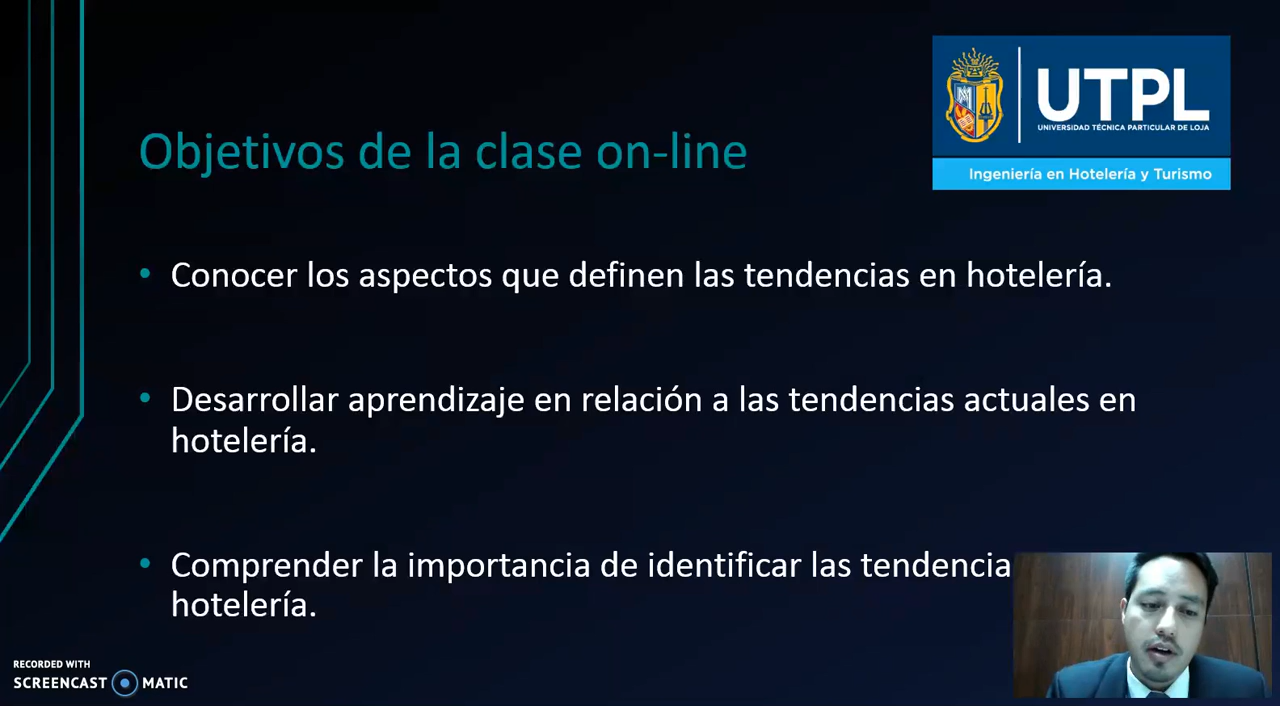 UTPL
UNIVERSIDAD TÉCNICA PARTICULAR DE LOJA
Ingeniería en Hotelería y Turismo
Objetivos de la clase on-line
• Conocer los aspectos que definen las tendencias en hotelería.
• Desarrollar aprendizaje en relación a las tendencias actuales en
hotelería.
• Comprender la importancia de identificar las tendencia
hotelería.
RECORDED WITH
SCREENCAST MATIC